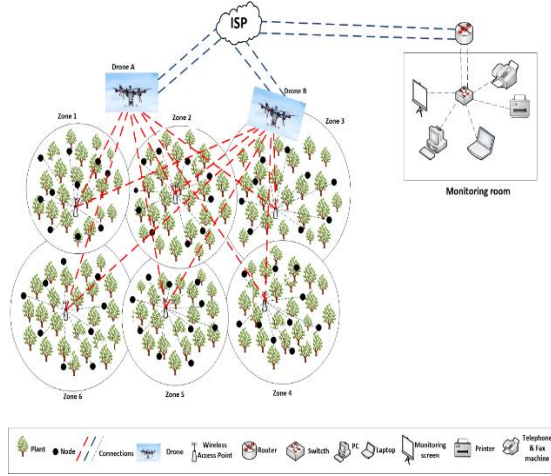 ISP
Drone A
Drone B
Zone 1
Zone 2
Zone 3
Monitoring room
Zone 6
Zone 5
Zone 4
Plant
Node
Connections
Drone
Wireless
Access Point
Router
Switcth
PC
Laptop
Monitoring
screen
Printer
Telephone
& Fax
machine